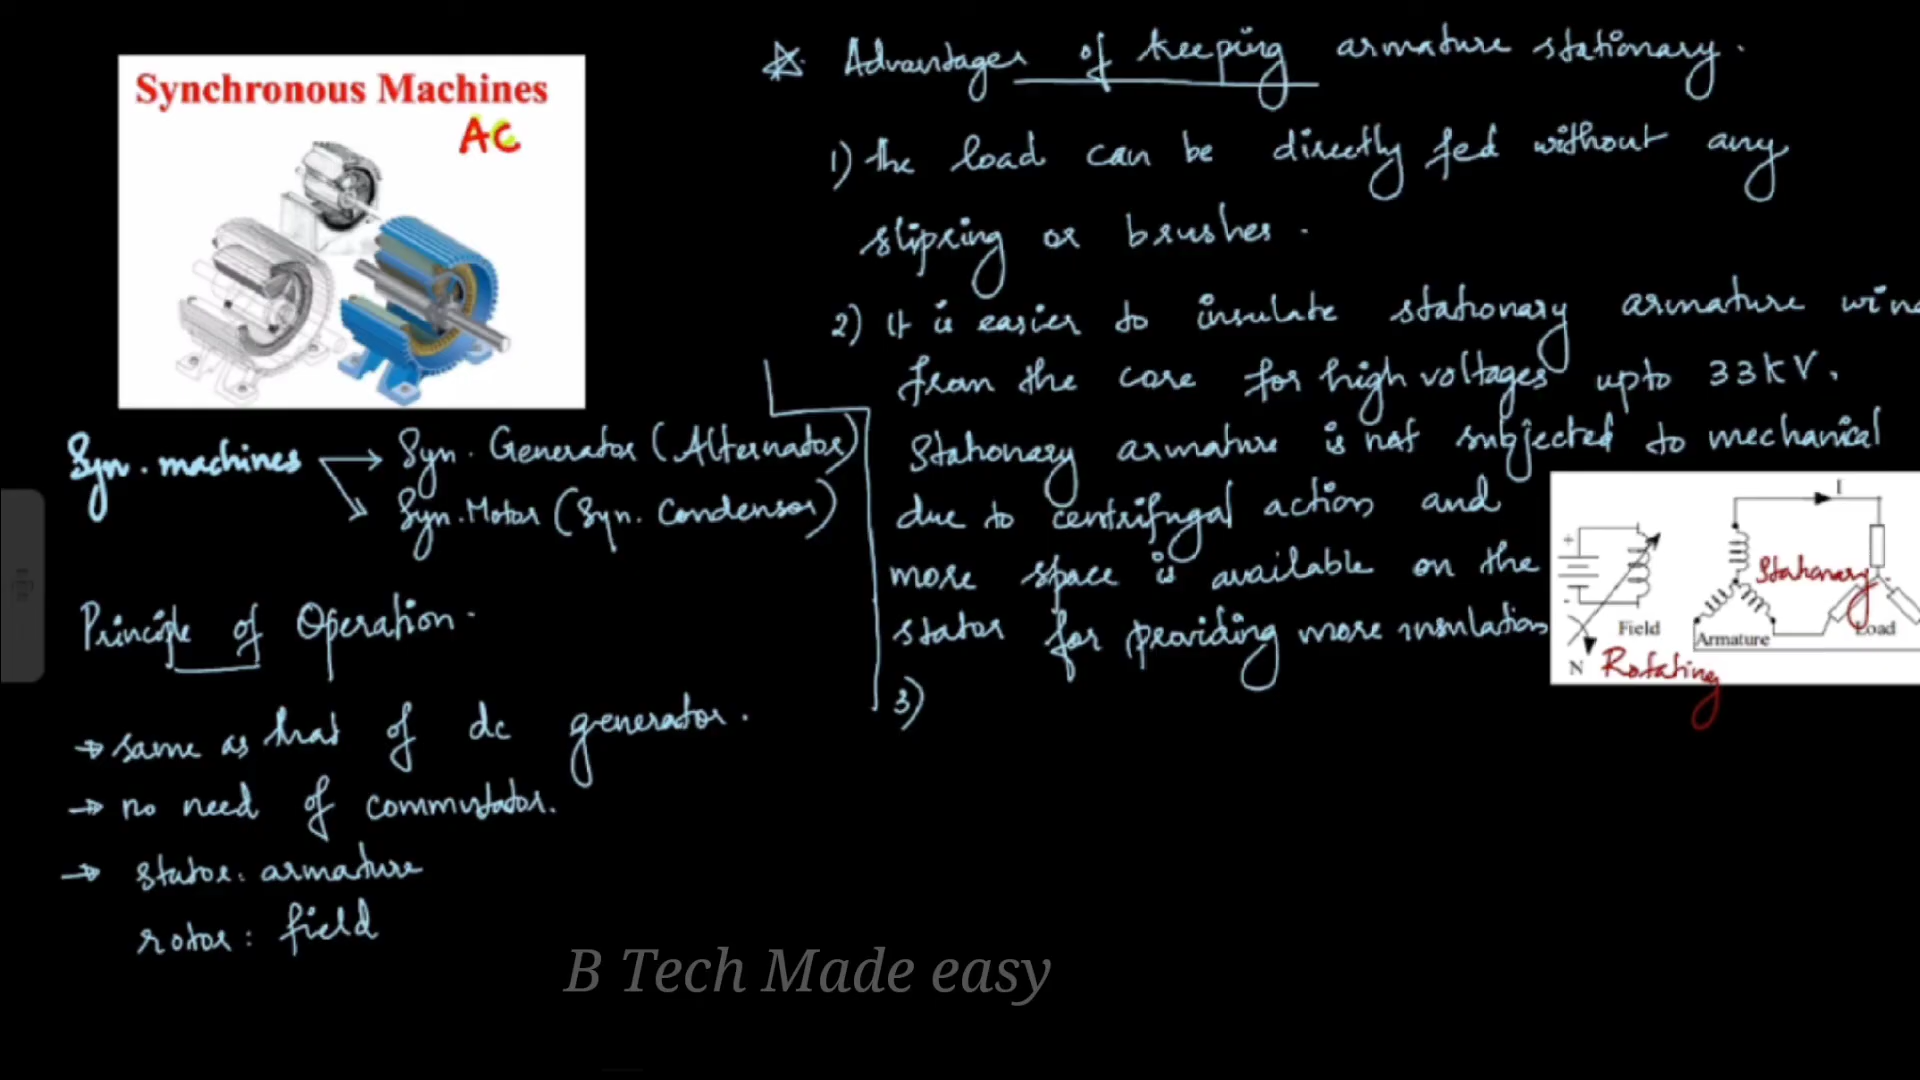 Synchronous Machines
AC
Syn. machines
Syn. Generator (Alternator)
Syn. Motor (Syn. Condensor)
Principle of Operation.
→ same as that of dc generator.
→ no need of commutator.
→ stator: armature
rotor: field
☆ Advantages of keeping armature stationary.
1) the load can be directly fed without any
slipring or brushes.
2) It is easier to insulate stationary armature wind
from the core for high voltages upto 33kV.
Stationary armature is not subjected to mechanical
due to centrifugal action and
more space is available on the
stator for providing more insulation
3)
I
+
Stationary
-
Field
Armature
Load
N
Rotating
B Tech Made easy